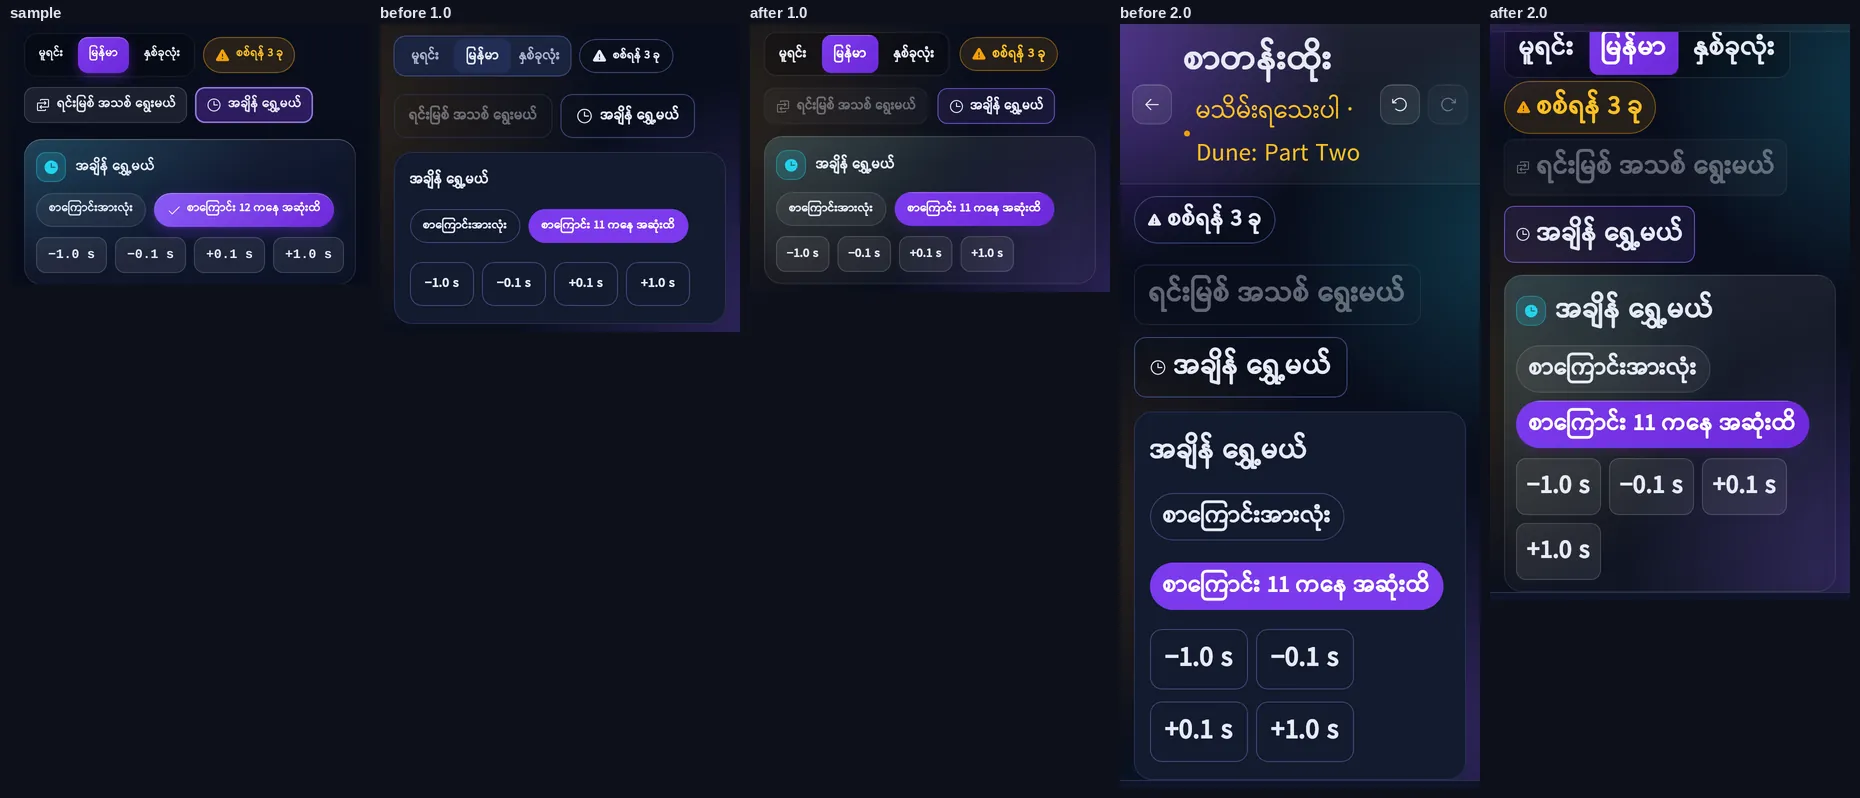 sample
မူရင်း မြန်မာ နှစ်ခုလုံး စစ်ရန် 3 ခု
ရင်းမြစ် အသစ် ရွေးမယ် အချိန် ရွှေ့မယ်
အချိန် ရွှေ့မယ်
စာကြောင်းအားလုံး စာကြောင်း 12 ကနေ အဆုံးထိ
−1.0 s −0.1 s +0.1 s +1.0 s
before 1.0
မူရင်း မြန်မာ နှစ်ခုလုံး စစ်ရန် 3 ခု
ရင်းမြစ် အသစ် ရွေးမယ် အချိန် ရွှေ့မယ်
အချိန် ရွှေ့မယ်
စာကြောင်းအားလုံး စာကြောင်း 11 ကနေ အဆုံးထိ
−1.0 s −0.1 s +0.1 s +1.0 s
after 1.0
မူရင်း မြန်မာ နှစ်ခုလုံး စစ်ရန် 3 ခု
ရင်းမြစ် အသစ် ရွေးမယ် အချိန် ရွှေ့မယ်
အချိန် ရွှေ့မယ်
စာကြောင်းအားလုံး စာကြောင်း 11 ကနေ အဆုံးထိ
−1.0 s −0.1 s +0.1 s +1.0 s
before 2.0
စာတန်းထိုး
မသိမ်းရသေးပါ ·
Dune: Part Two
စစ်ရန် 3 ခု
ရင်းမြစ် အသစ် ရွေးမယ်
အချိန် ရွှေ့မယ်
အချိန် ရွှေ့မယ်
စာကြောင်းအားလုံး
စာကြောင်း 11 ကနေ အဆုံးထိ
−1.0 s −0.1 s
+0.1 s +1.0 s
after 2.0
မူရင်း မြန်မာ နှစ်ခုလုံး
စစ်ရန် 3 ခု
ရင်းမြစ် အသစ် ရွေးမယ်
အချိန် ရွှေ့မယ်
အချိန် ရွှေ့မယ်
စာကြောင်းအားလုံး
စာကြောင်း 11 ကနေ အဆုံးထိ
−1.0 s −0.1 s +0.1 s
+1.0 s